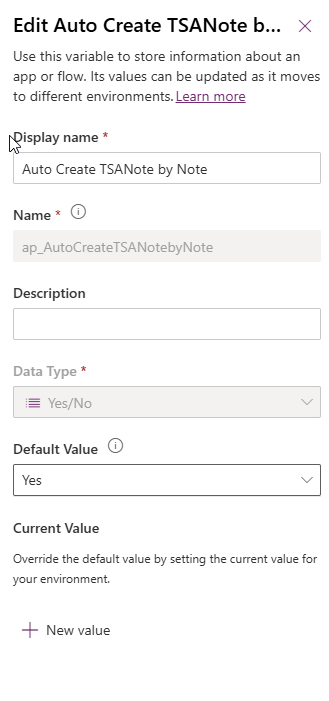 Edit Auto Create TSANote b...
Use this variable to store information about an
app or flow. Its values can be updated as it moves
to different environments. Learn more
Display name *
Auto Create TSANote by Note
Name *
ap_AutoCreateTSANotebyNote
Description
Data Type *
Yes/No
Default Value
Yes
Current Value
Override the default value by setting the current value for
your environment.
New value